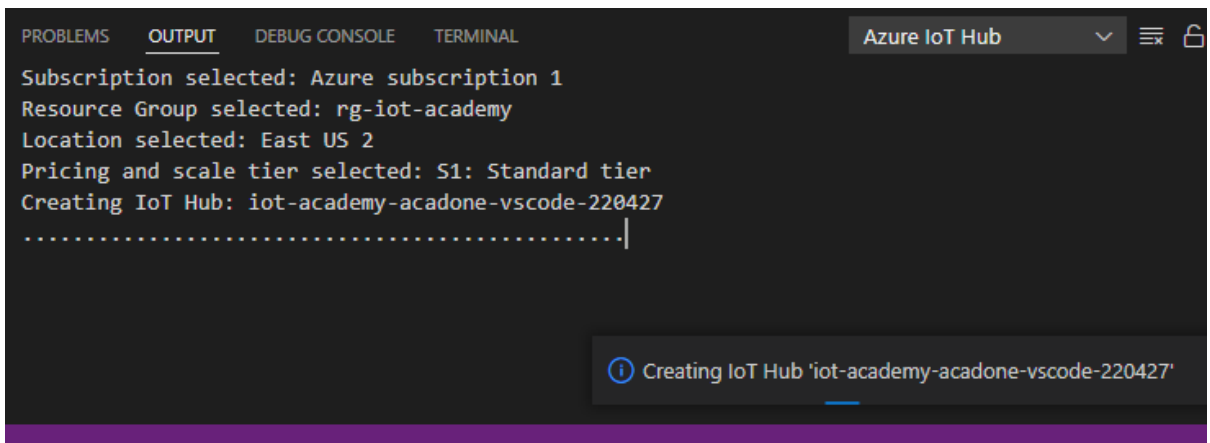 PROBLEMS OUTPUT DEBUG CONSOLE TERMINAL Azure IoT Hub
Subscription selected: Azure subscription 1
Resource Group selected: rg-iot-academy
Location selected: East US 2
Pricing and scale tier selected: S1: Standard tier
Creating IoT Hub: iot-academy-acadone-vscode-220427
................................................
Creating IoT Hub 'iot-academy-acadone-vscode-220427'